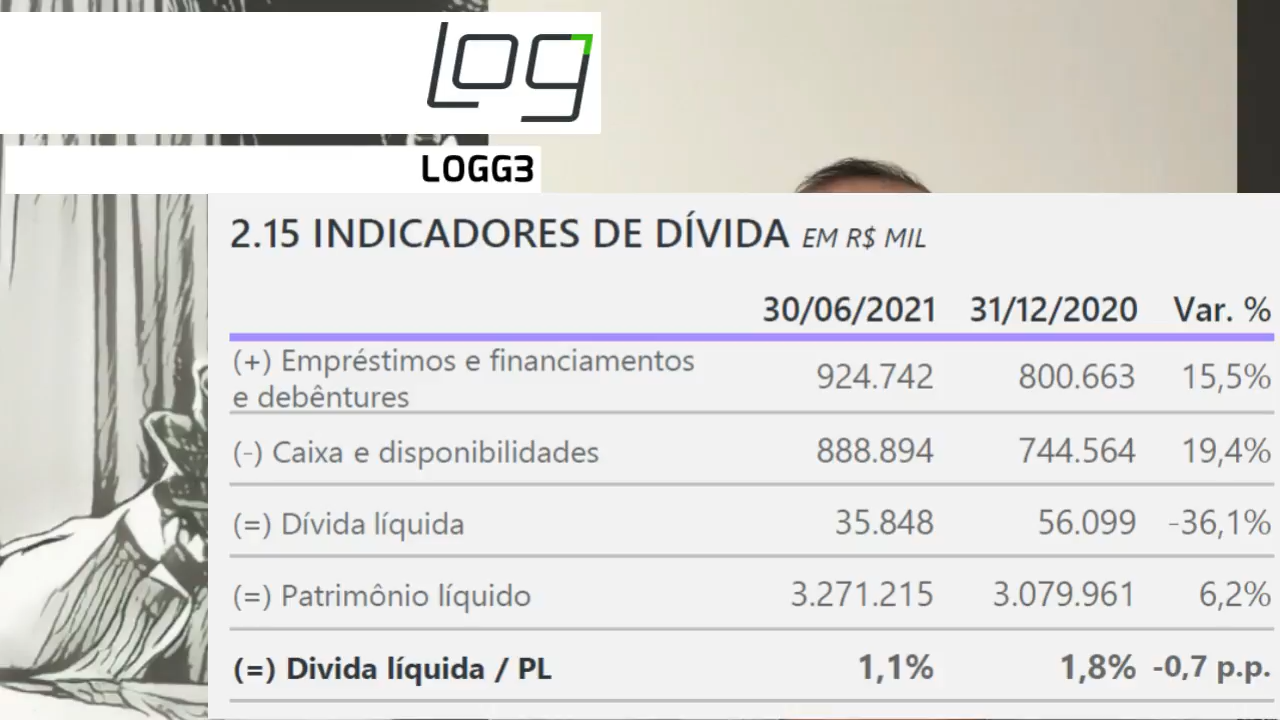 Log
LOGG3
2.15 INDICADORES DE DÍVIDA EM R$ MIL
30/06/2021 31/12/2020 Var. %
(+) Empréstimos e financiamentos
e debêntures 924.742 800.663 15,5%
(-) Caixa e disponibilidades 888.894 744.564 19,4%
(=) Dívida líquida 35.848 56.099 -36,1%
(=) Patrimônio líquido 3.271.215 3.079.961 6,2%
(=) Divida líquida / PL 1,1% 1,8% -0,7 p.p.